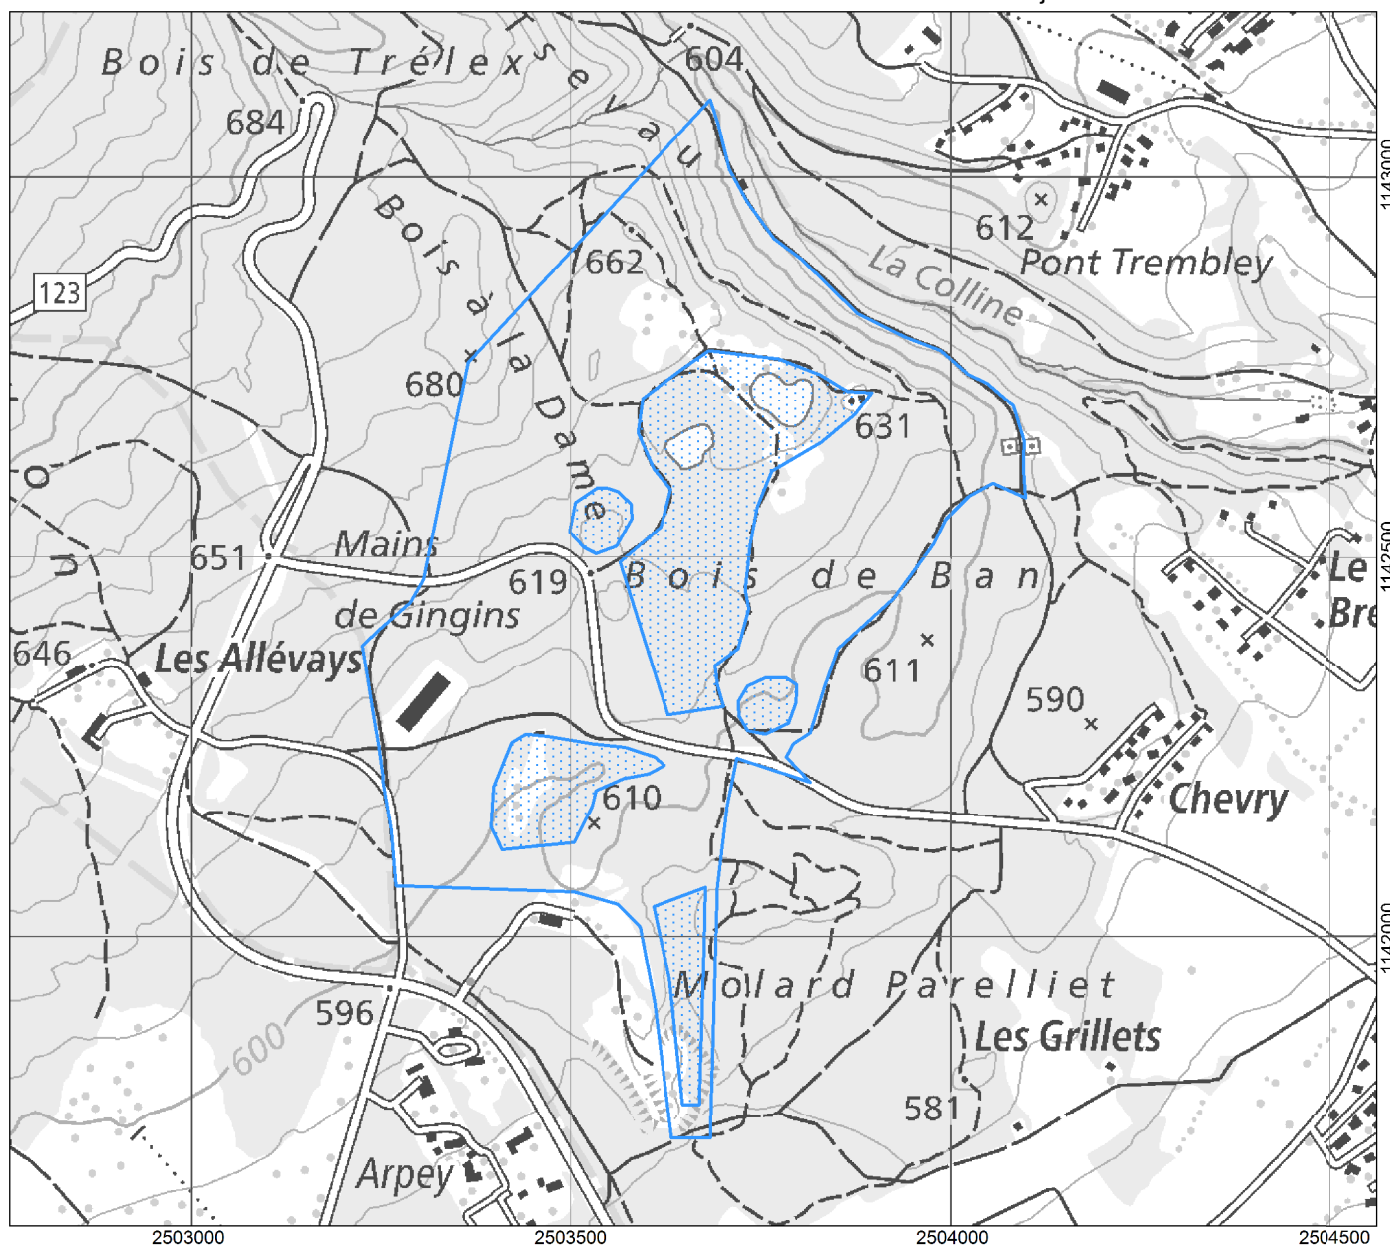 Bois de Trélex
sevau
604
684
1143000
612
Pont Trembley
La Colline
662
123
Bois à la Dame
680
631
on
651
Mains
de Gingins
619
Bois de Ban
1142500
Le
Bre
646
Les Allévays
611
590
610
Chevry
1142000
Molard Parelliet
596
600
Les Grillets
581
Arpey
2503000
2503500
2504000
2504500